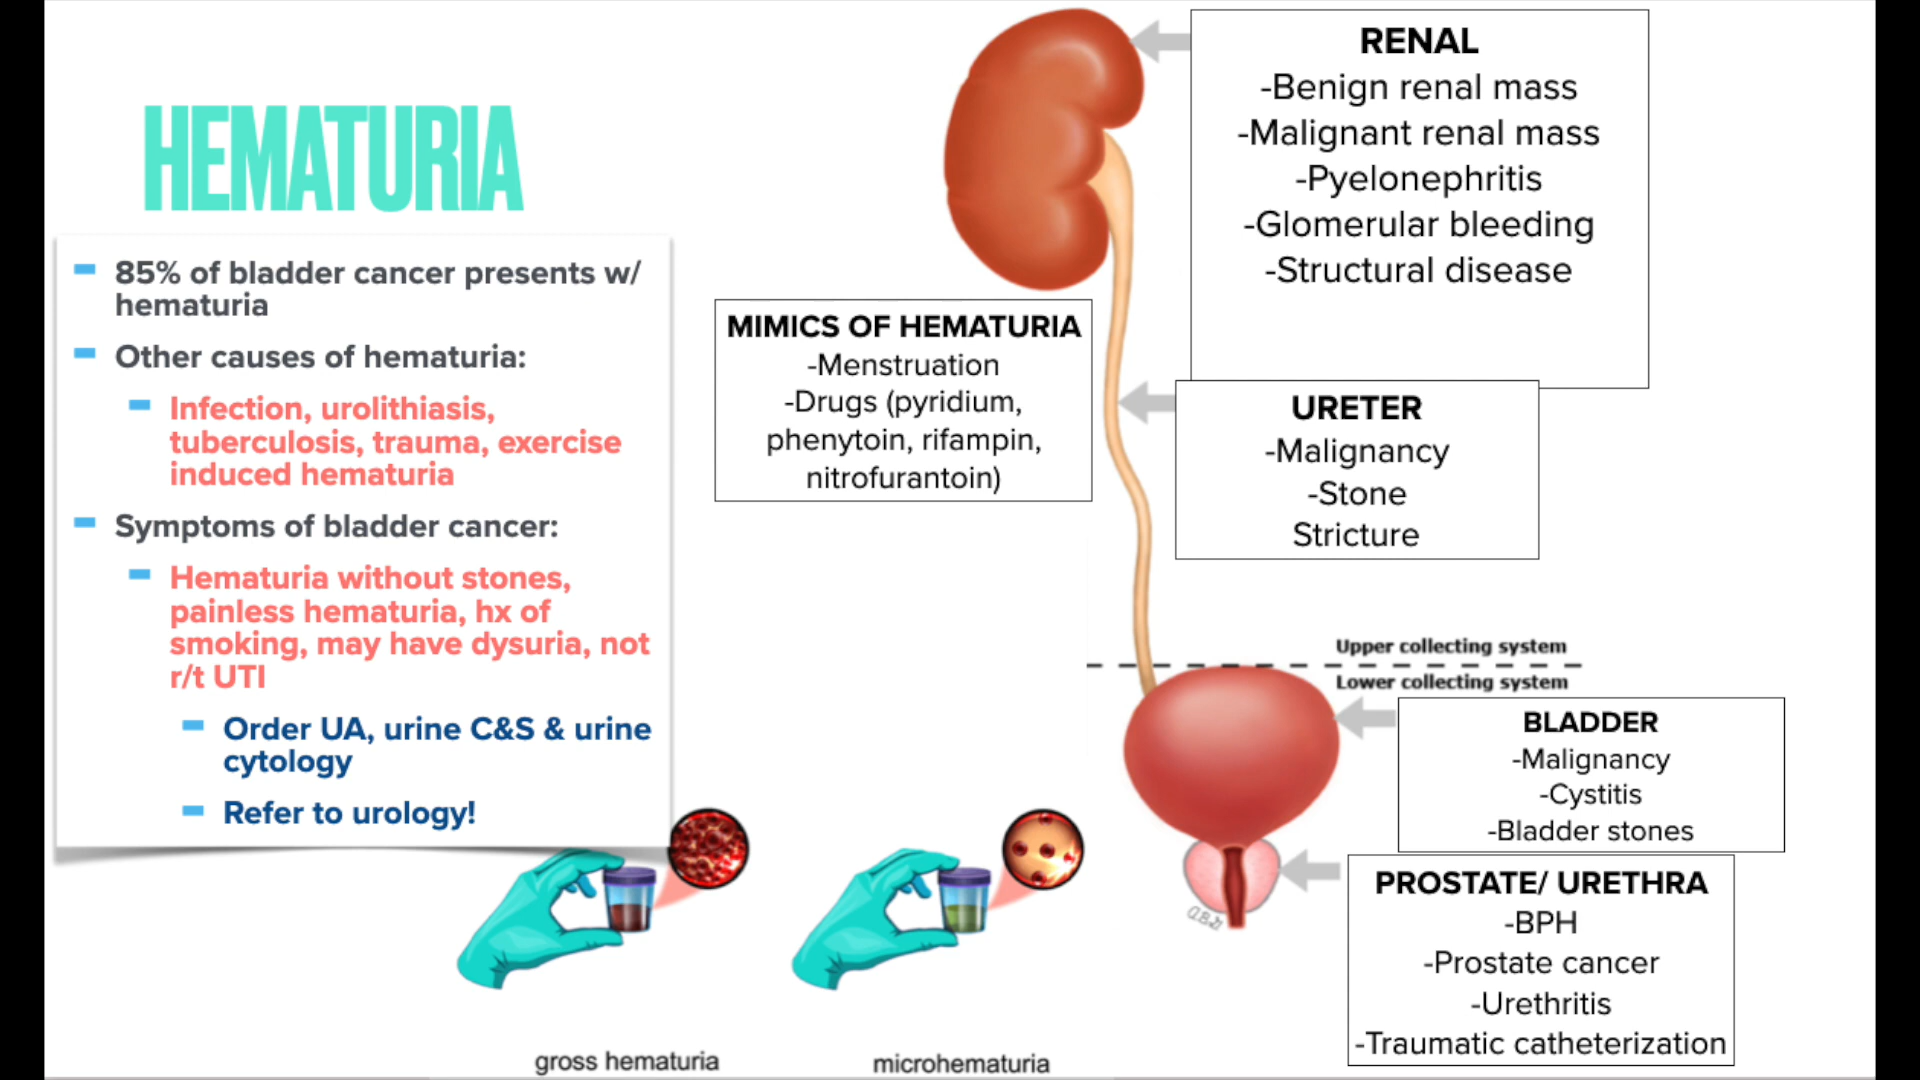 HEMATURIA
85% of bladder cancer presents w/
hematuria
Other causes of hematuria:
Infection, urolithiasis,
tuberculosis, trauma, exercise
induced hematuria
Symptoms of bladder cancer:
Hematuria without stones,
painless hematuria, hx of
smoking, may have dysuria, not
r/t UTI
Order UA, urine C&S & urine
cytology
Refer to urology!
RENAL
-Benign renal mass
-Malignant renal mass
-Pyelonephritis
-Glomerular bleeding
-Structural disease
MIMICS OF HEMATURIA
-Menstruation
-Drugs (pyridium,
phenytoin, rifampin,
nitrofurantoin)
URETER
-Malignancy
-Stone
Stricture
Upper collecting system
Lower collecting system
BLADDER
-Malignancy
-Cystitis
-Bladder stones
PROSTATE/ URETHRA
-BPH
-Prostate cancer
-Urethritis
-Traumatic catheterization
gross hematuria
microhematuria